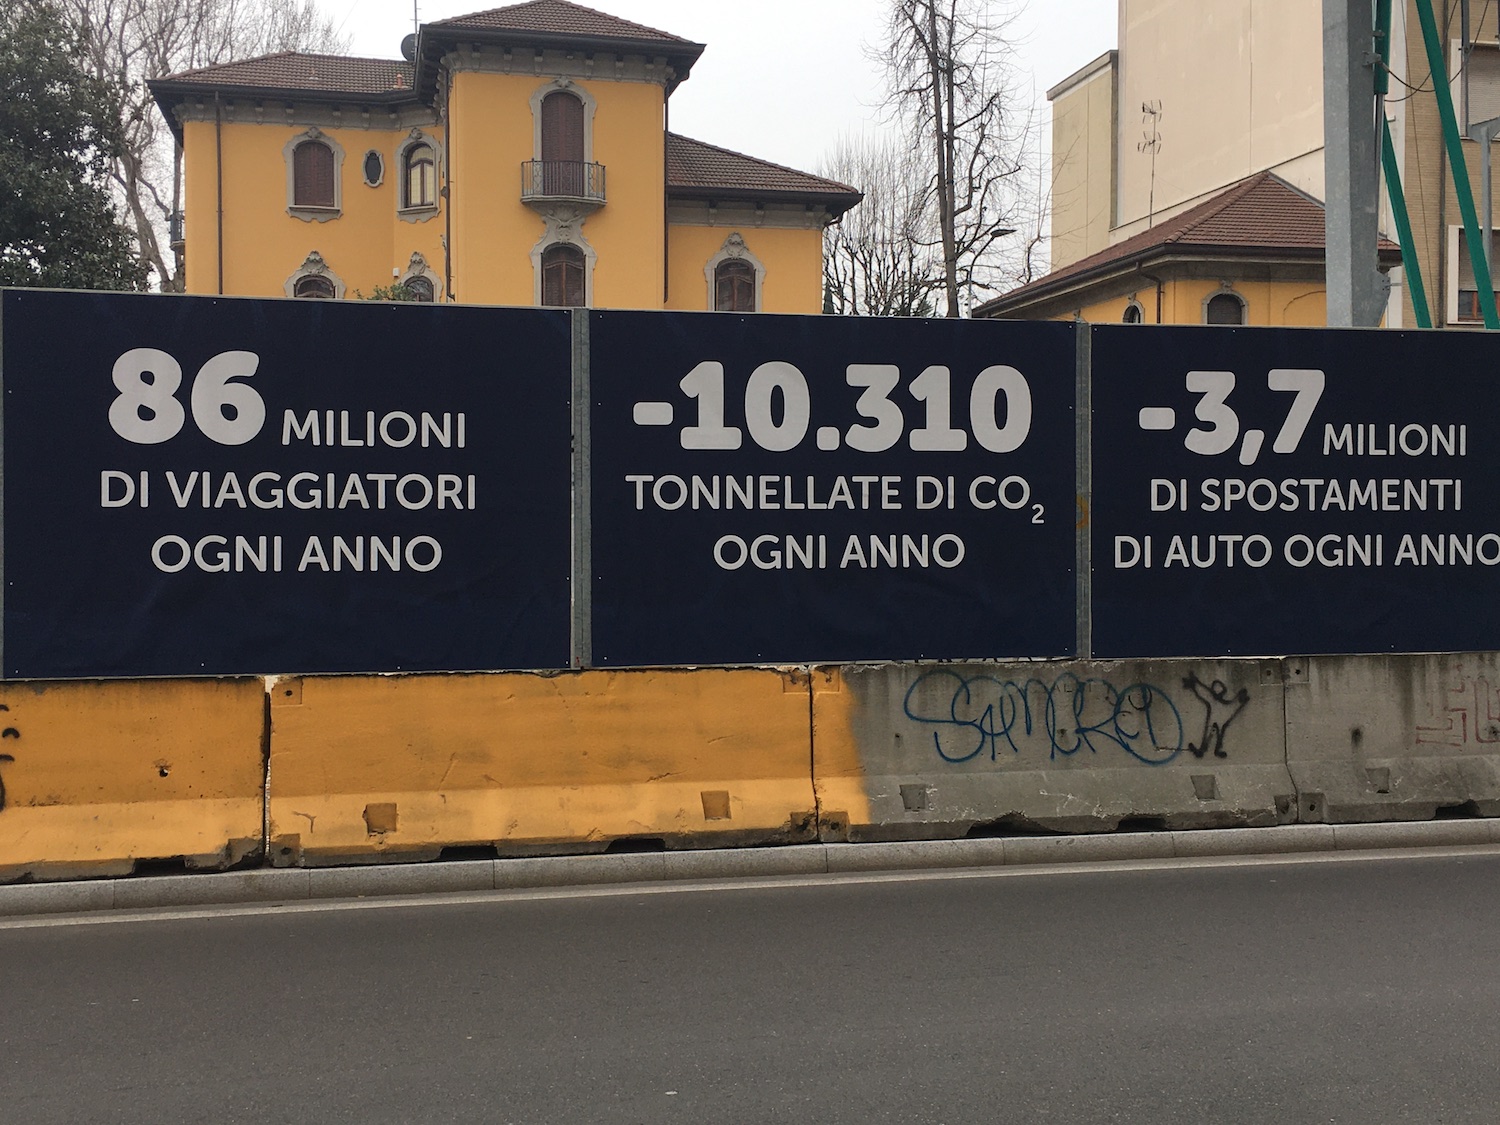 86 MILIONI
DI VIAGGIATORI
OGNI ANNO
-10.310
TONNELLATE DI CO₂
OGNI ANNO
-3,7 MILIONI
DI SPOSTAMENTI
DI AUTO OGNI ANNO